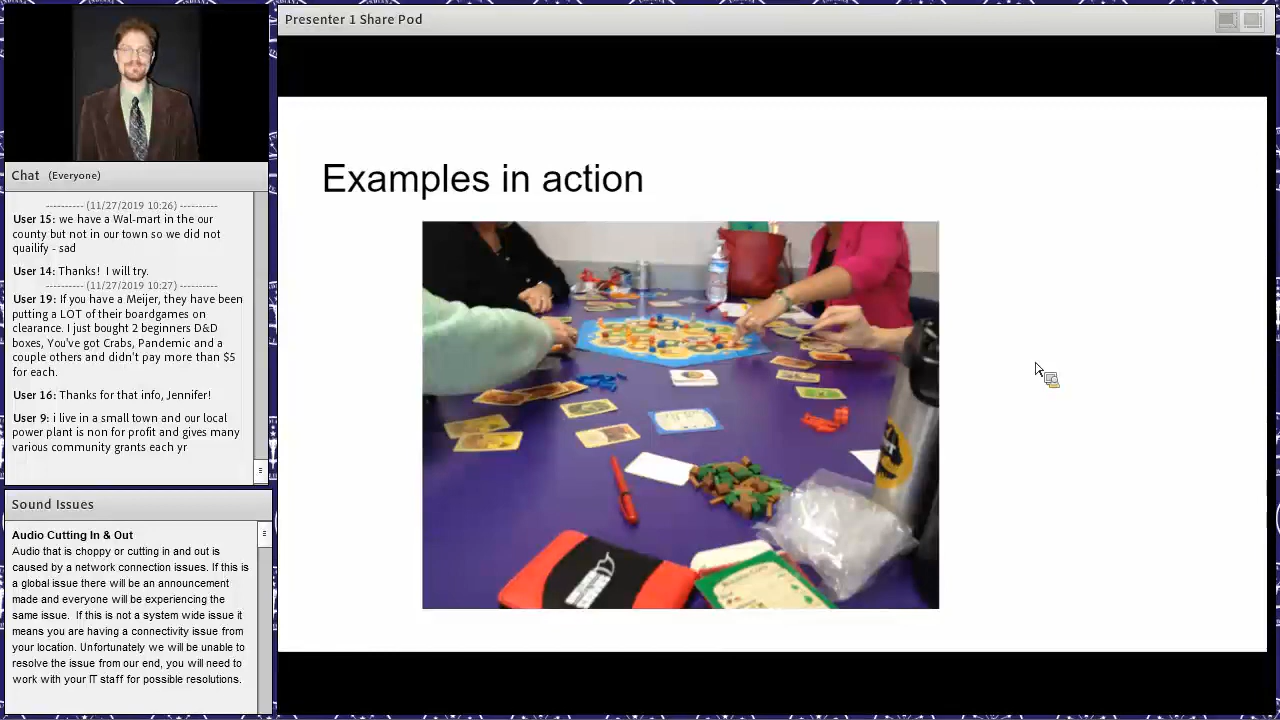 Presenter 1 Share Pod
Chat (Everyone)
---------- (11/27/2019 10:26) ----------
User 15: we have a Wal-mart in the our
county but not in our town so we did not
quailify - sad
User 14: Thanks!  I will try.
---------- (11/27/2019 10:27) ----------
User 19: If you have a Meijer, they have been
putting a LOT of their boardgames on
clearance. I just bought 2 beginners D&D
boxes, You've got Crabs, Pandemic and a
couple others and didn't pay more than $5
for each.
User 16: Thanks for that info, Jennifer!
User 9: i live in a small town and our local
power plant is non for profit and gives many
various community grants each yr
Sound Issues
Audio Cutting In & Out
Audio that is choppy or cutting in and out is
caused by a network connection issues. If this is
a global issue there will be an announcement
made and everyone will be experiencing the
same issue.  If this is not a system wide issue it
means you are having a connectivity issue from
your location. Unfortunately we will be unable to
resolve the issue from our end, you will need to
work with your IT staff for possible resolutions.
Examples in action